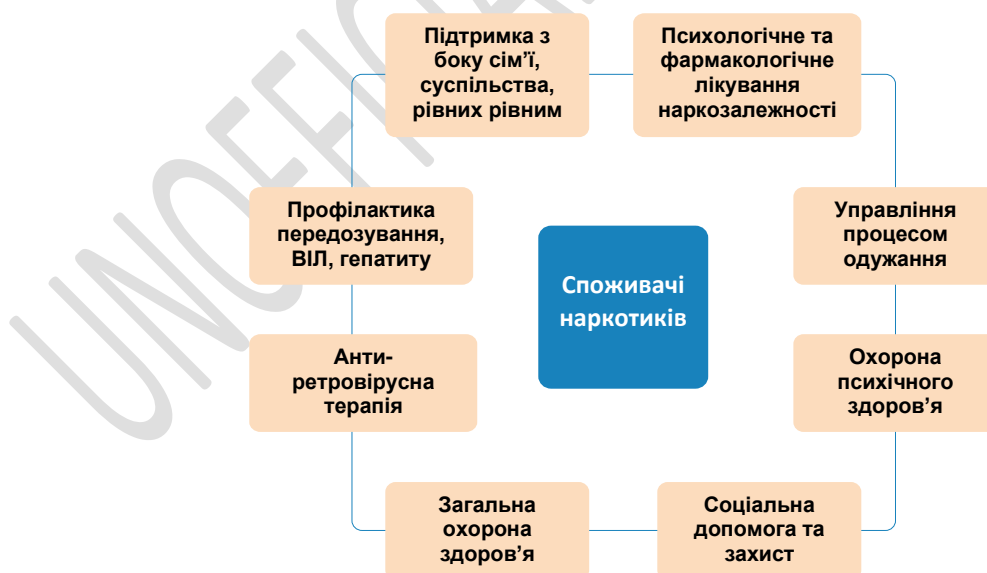 Підтримка з
боку сім’ї,
суспільства,
рівних рівним
Психологічне та
фармакологічне
лікування
наркозалежності
Профілактика
передозування,
ВІЛ, гепатиту
Управління
процесом
одужання
Споживачі
наркотиків
Анти-
ретровірусна
терапія
Охорона
психічного
здоров’я
Загальна
охорона
здоров’я
Соціальна
допомога та
захист